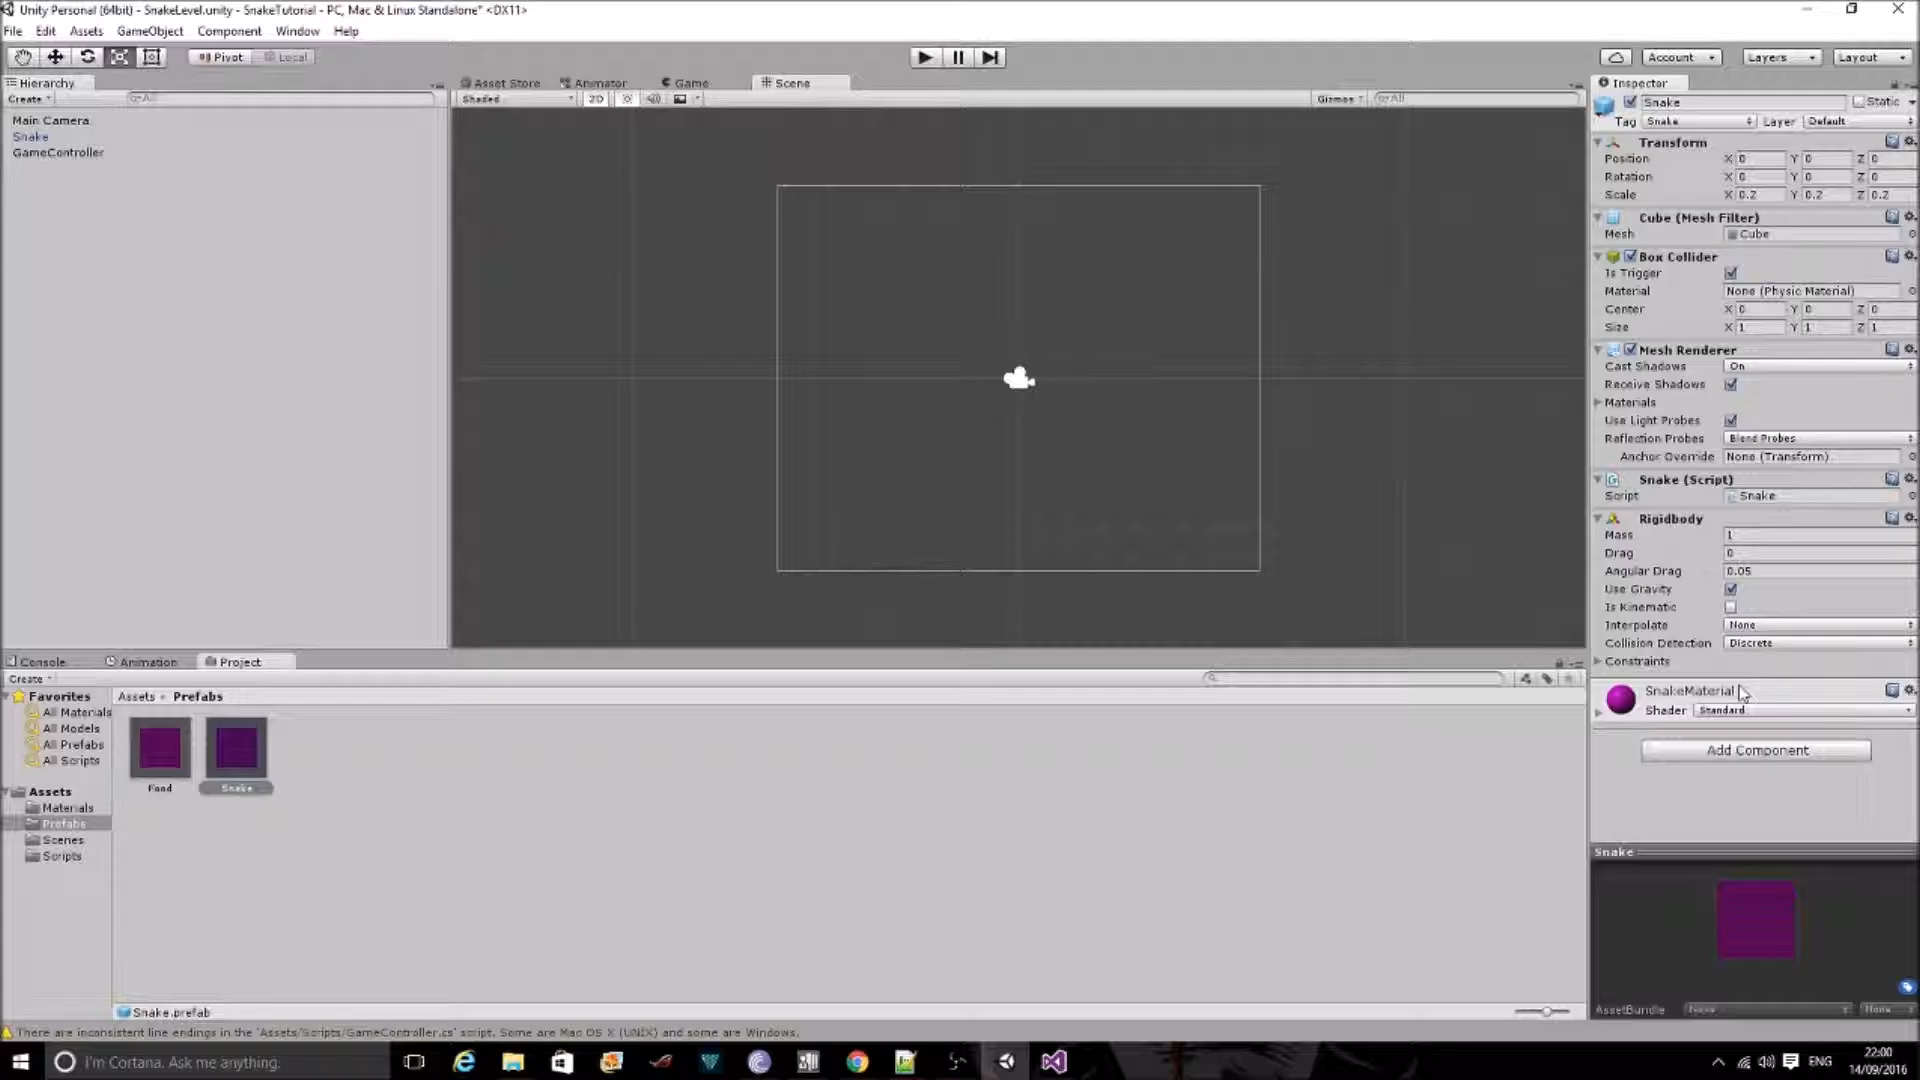 Unity Personal (64bit) - SnakeLevel.unity - SnakeTutorial - PC, Mac & Linux Standalone* <DX11>
File Edit Assets GameObject Component Window Help
Pivot Local
Account Layers Layout
Hierarchy
Create All
Main Camera
Snake
GameController
Asset Store Animator Game Scene
Shaded 2D Gizmos All
Inspector
Snake Static
Tag Snake Layer Default
Transform
Position X 0 Y 0 Z 0
Rotation X 0 Y 0 Z 0
Scale X 0.2 Y 0.2 Z 0.2
Cube (Mesh Filter)
Mesh Cube
Box Collider
Is Trigger
Material None (Physic Material)
Center X 0 Y 0 Z 0
Size X 1 Y 1 Z 1
Mesh Renderer
Cast Shadows On
Receive Shadows
Materials
Use Light Probes
Reflection Probes Blend Probes
Anchor Override None (Transform)
Snake (Script)
Script Snake
Rigidbody
Mass 1
Drag 0
Angular Drag 0.05
Use Gravity
Is Kinematic
Interpolate None
Collision Detection Discrete
Constraints
SnakeMaterial
Shader Standard
Add Component
Snake
AssetBundle None None
Console Animation Project
Create
Favorites
All Materials
All Models
All Prefabs
All Scripts
Assets
Materials
Prefabs
Scenes
Scripts
Assets Prefabs
Food Snake
Snake.prefab
There are inconsistent line endings in the 'Assets/Scripts/GameController.cs' script. Some are Mac OS X (UNIX) and some are Windows.
I'm Cortana. Ask me anything.
ENG
22:00
14/09/2016